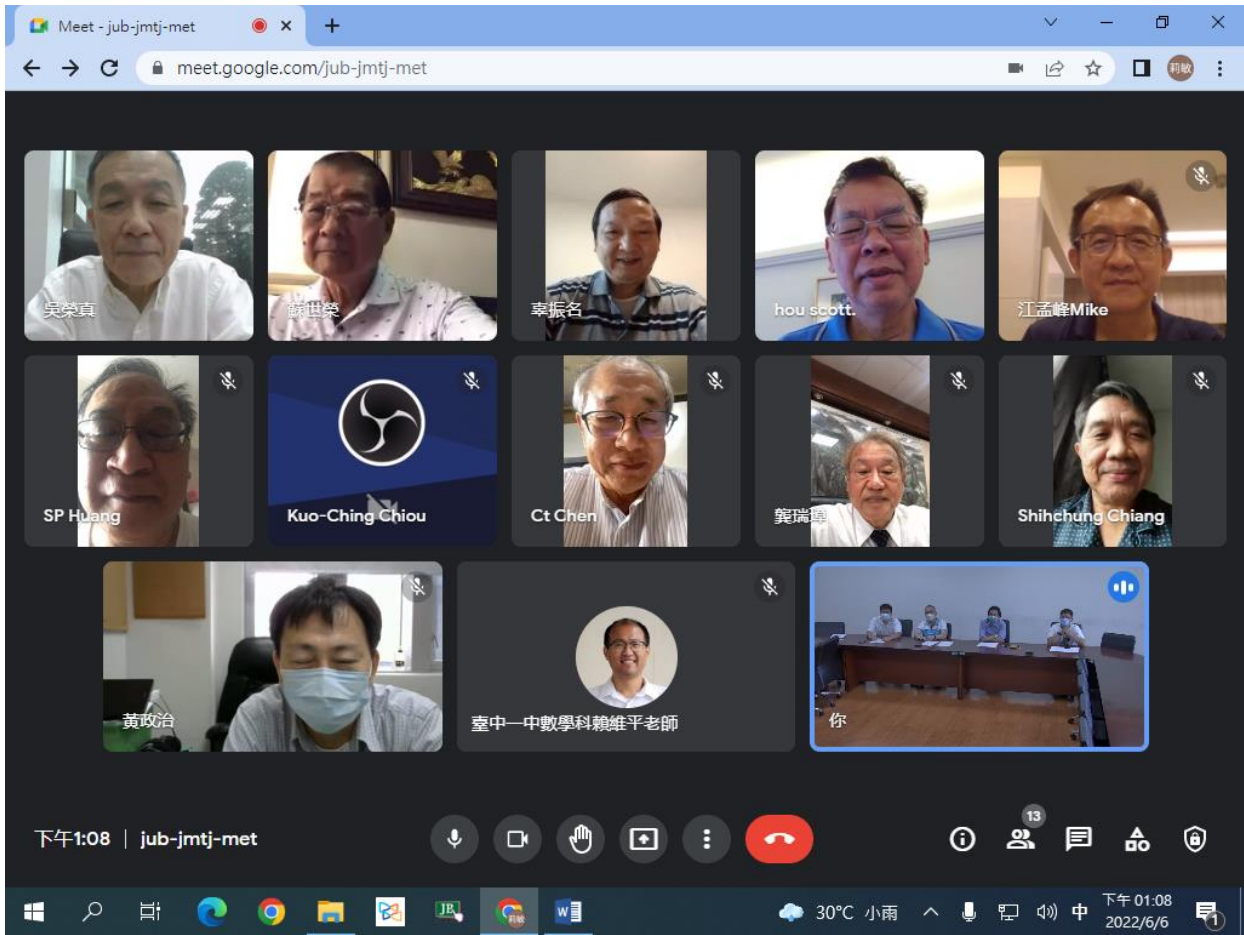 Meet - jub-jmtj-met
meet.google.com/jub-jmtj-met
莉敏
吳榮真
蘇世榮
辜振名
hou scott.
江孟峰Mike
SP Huang
Kuo-Ching Chiou
Ct Chen
龔瑞璋
Shihchung Chiang
黃政治
臺中一中數學科賴維平老師
你
下午1:08 | jub-jmtj-met
13
JB
莉敏
W
30°C 小雨
中
下午 01:08
2022/6/6
1